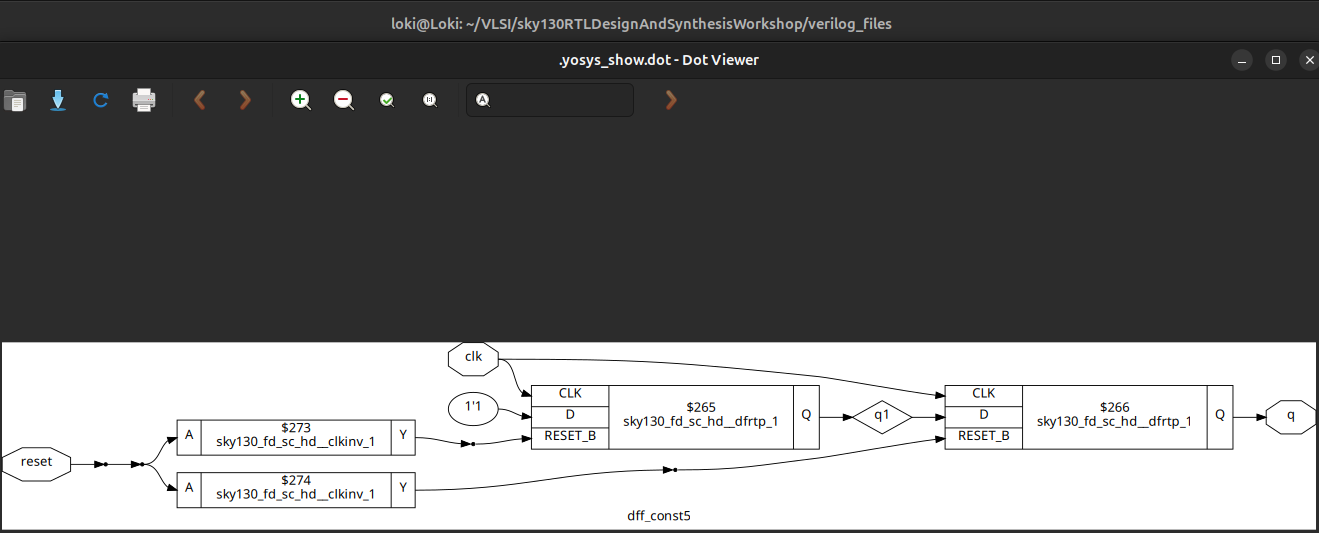 loki@Loki: ~/VLSI/sky130RTLDesignAndSynthesisWorkshop/verilog_files
.yosys_show.dot - Dot Viewer
clk
1'1
CLK
D
RESET_B
$265
sky130_fd_sc_hd__dfrtp_1
Q
q1
CLK
D
RESET_B
$266
sky130_fd_sc_hd__dfrtp_1
Q
q
reset
A
$273
sky130_fd_sc_hd__clkinv_1
Y
A
$274
sky130_fd_sc_hd__clkinv_1
Y
dff_const5